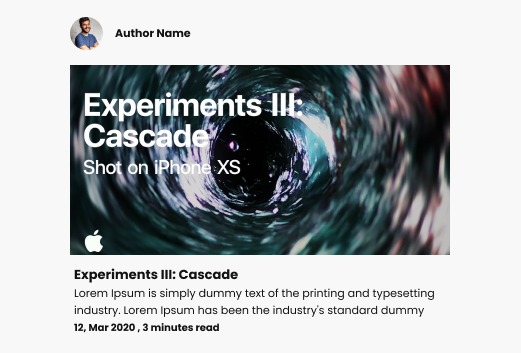 Author Name
Experiments III:
Cascade
Shot on iPhone XS
Experiments III: Cascade
Lorem Ipsum is simply dummy text of the printing and typesetting
industry. Lorem Ipsum has been the industry's standard dummy
12, Mar 2020 , 3 minutes read